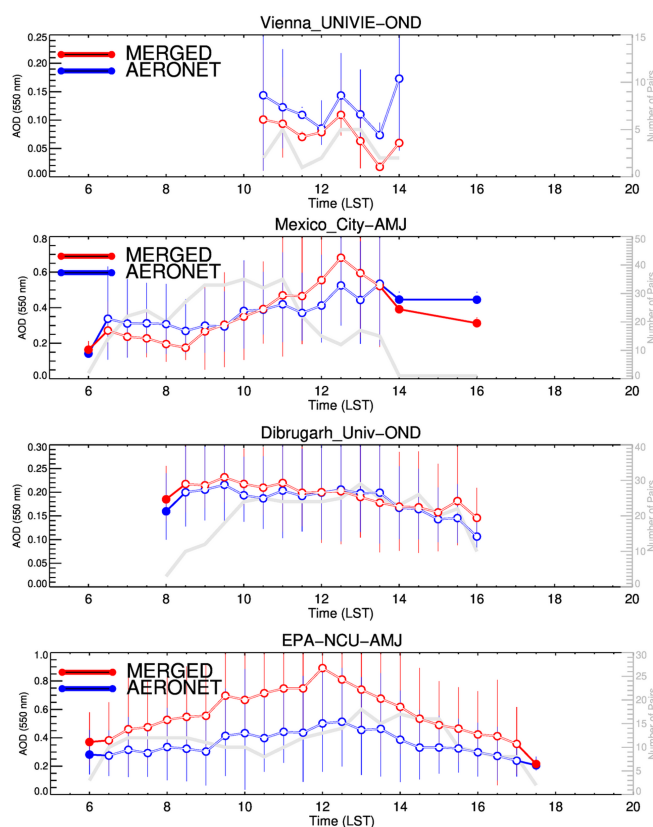 Vienna_UNIVIE-OND
0.25
0.20
0.15
0.10
0.05
0.00
AOD (550 nm)
MERGED
AERONET
15
10
5
0
Number of Pairs
6 8 10 12 14 16 20
Time (LST)
Mexico_City-AMJ
0.8
0.6
0.4
0.2
0.0
AOD (550 nm)
MERGED
AERONET
50
40
30
20
10
0
Number of Pairs
6 8 10 12 14 16 20
Time (LST)
Dibrugarh_Univ-OND
0.30
0.25
0.20
0.15
0.10
0.05
0.00
AOD (550 nm)
40
30
20
10
0
Number of Pairs
6 8 10 12 14 16 20
Time (LST)
EPA-NCU-AMJ
1.0
0.8
0.6
0.4
0.2
0.0
AOD (550 nm)
MERGED
AERONET
30
25
20
15
10
5
0
Number of Pairs
6 8 10 12 14 16 20
Time (LST)